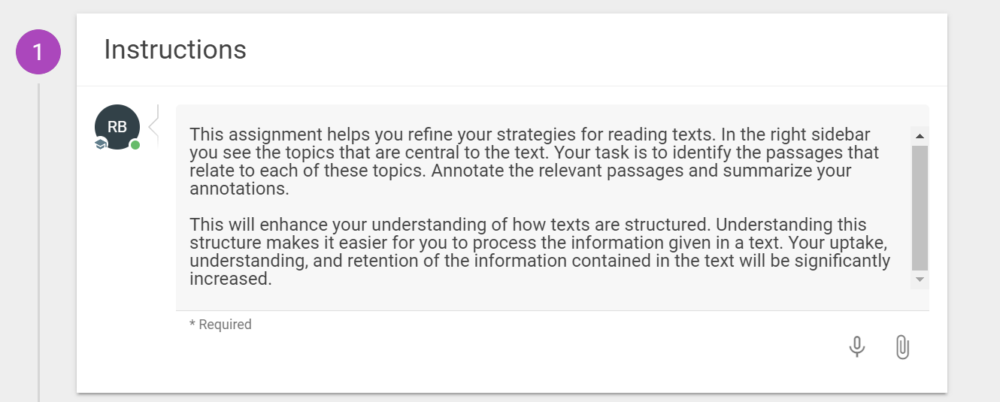 1
Instructions
RB
This assignment helps you refine your strategies for reading texts. In the right sidebar
you see the topics that are central to the text. Your task is to identify the passages that
relate to each of these topics. Annotate the relevant passages and summarize your
annotations.
This will enhance your understanding of how texts are structured. Understanding this
structure makes it easier for you to process the information given in a text. Your uptake,
understanding, and retention of the information contained in the text will be significantly
increased.
* Required